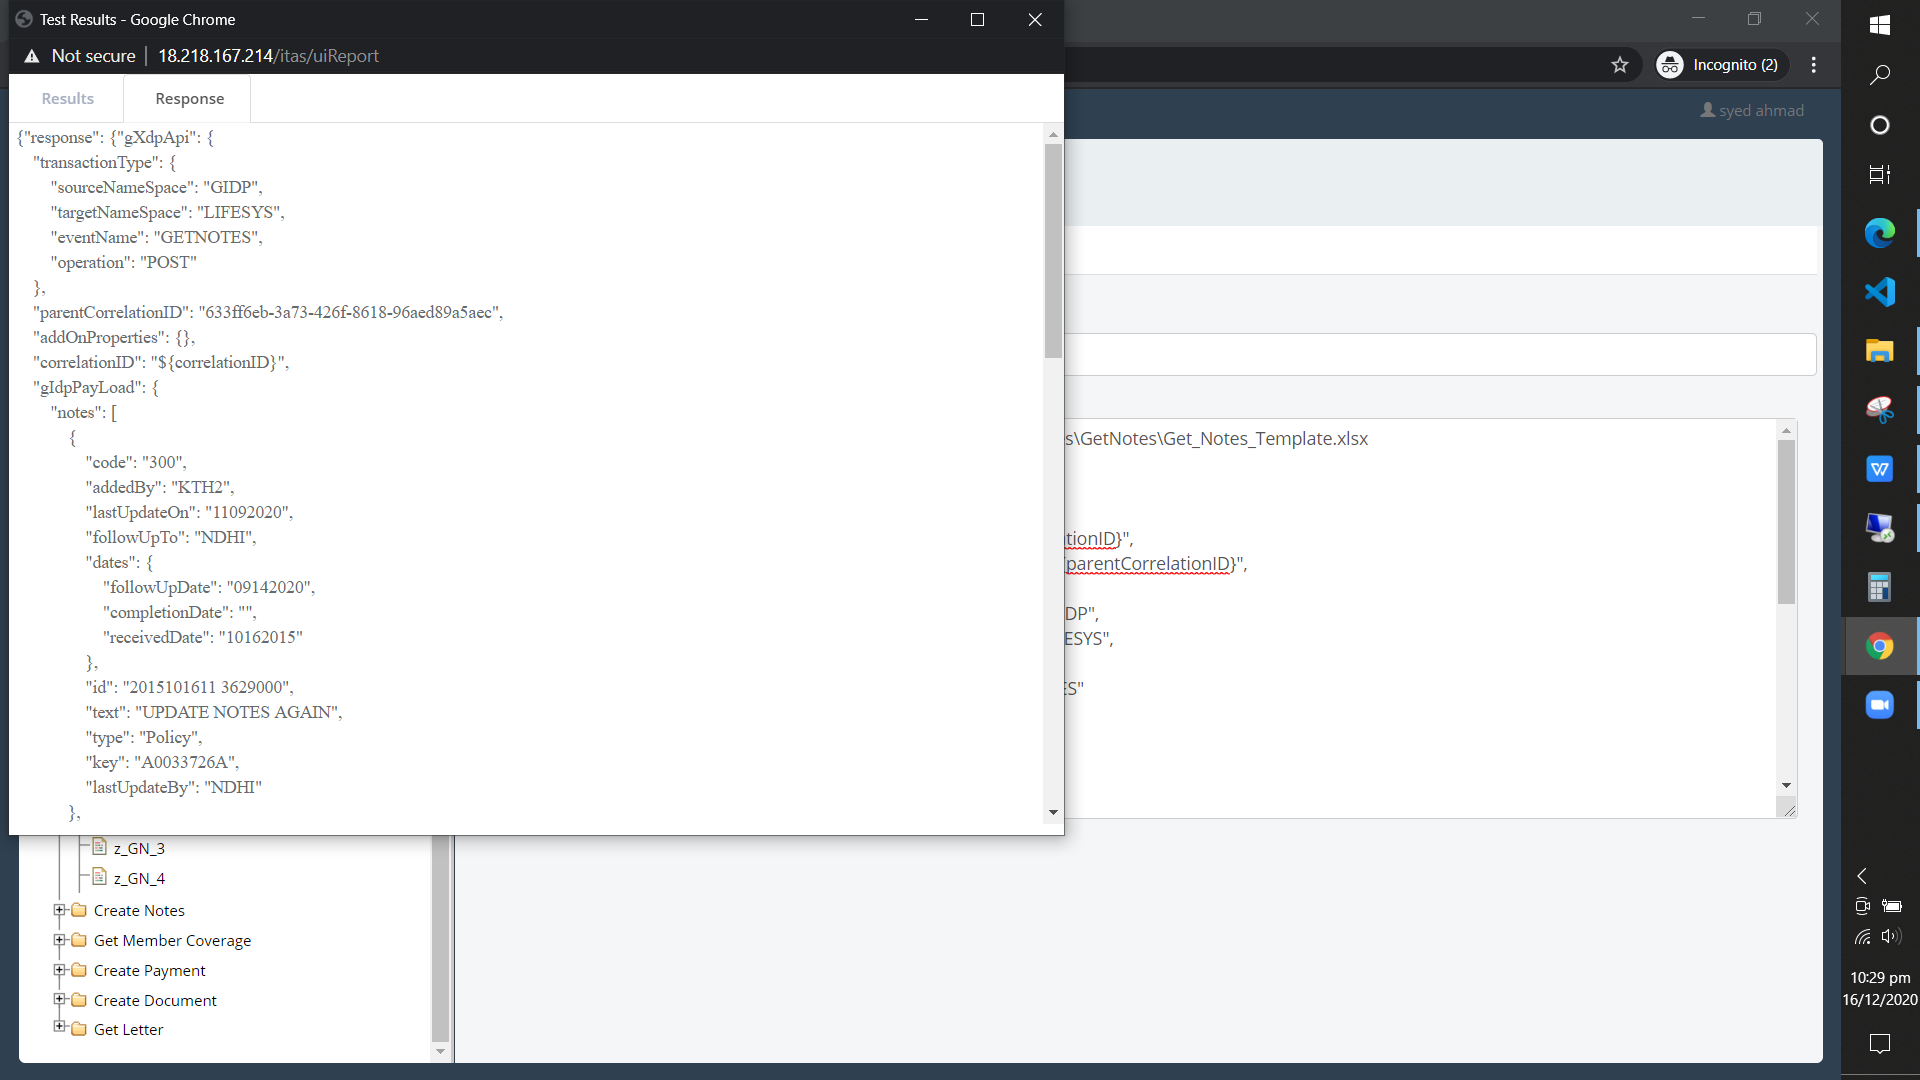 Test Results - Google Chrome
Not secure | 18.218.167.214/itas/uiReport
Incognito (2)
Results
Response
syed ahmad
{"response": {"gXdpApi": {
"transactionType": {
"sourceNameSpace": "GIDP",
"targetNameSpace": "LIFESYS",
"eventName": "GETNOTES",
"operation": "POST"
},
"parentCorrelationID": "633ff6eb-3a73-426f-8618-96aed89a5aec",
"addOnProperties": {},
"correlationID": "${correlationID}",
"gIdpPayLoad": {
"notes": [
{
"code": "300",
"addedBy": "KTH2",
"lastUpdateOn": "11092020",
"followUpTo": "NDHI",
"dates": {
"followUpDate": "09142020",
"completionDate": "",
"receivedDate": "10162015"
},
"id": "2015101611 3629000",
"text": "UPDATE NOTES AGAIN",
"type": "Policy",
"key": "A0033726A",
"lastUpdateBy": "NDHI"
},
s\GetNotes\Get_Notes_Template.xlsx
tionID}",
parentCorrelationID}",
DP",
ESYS",
ES"
z_GN_3
z_GN_4
Create Notes
Get Member Coverage
Create Payment
Create Document
Get Letter
10:29 pm
16/12/2020